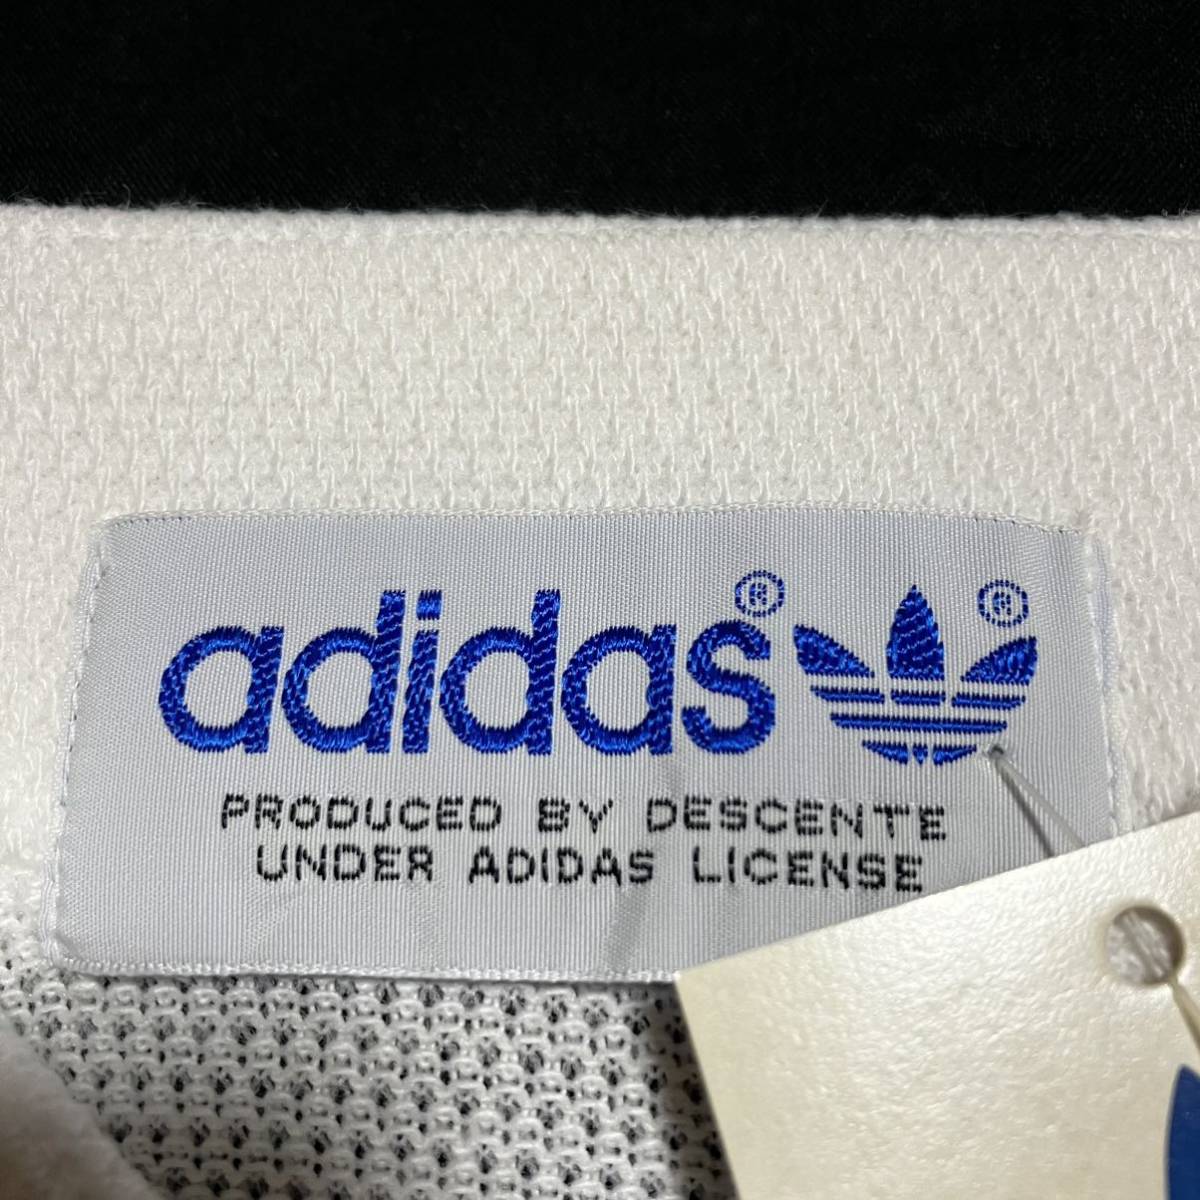 adidas® ®
PRODUCED BY DESCENTE
UNDER ADIDAS LICENSE